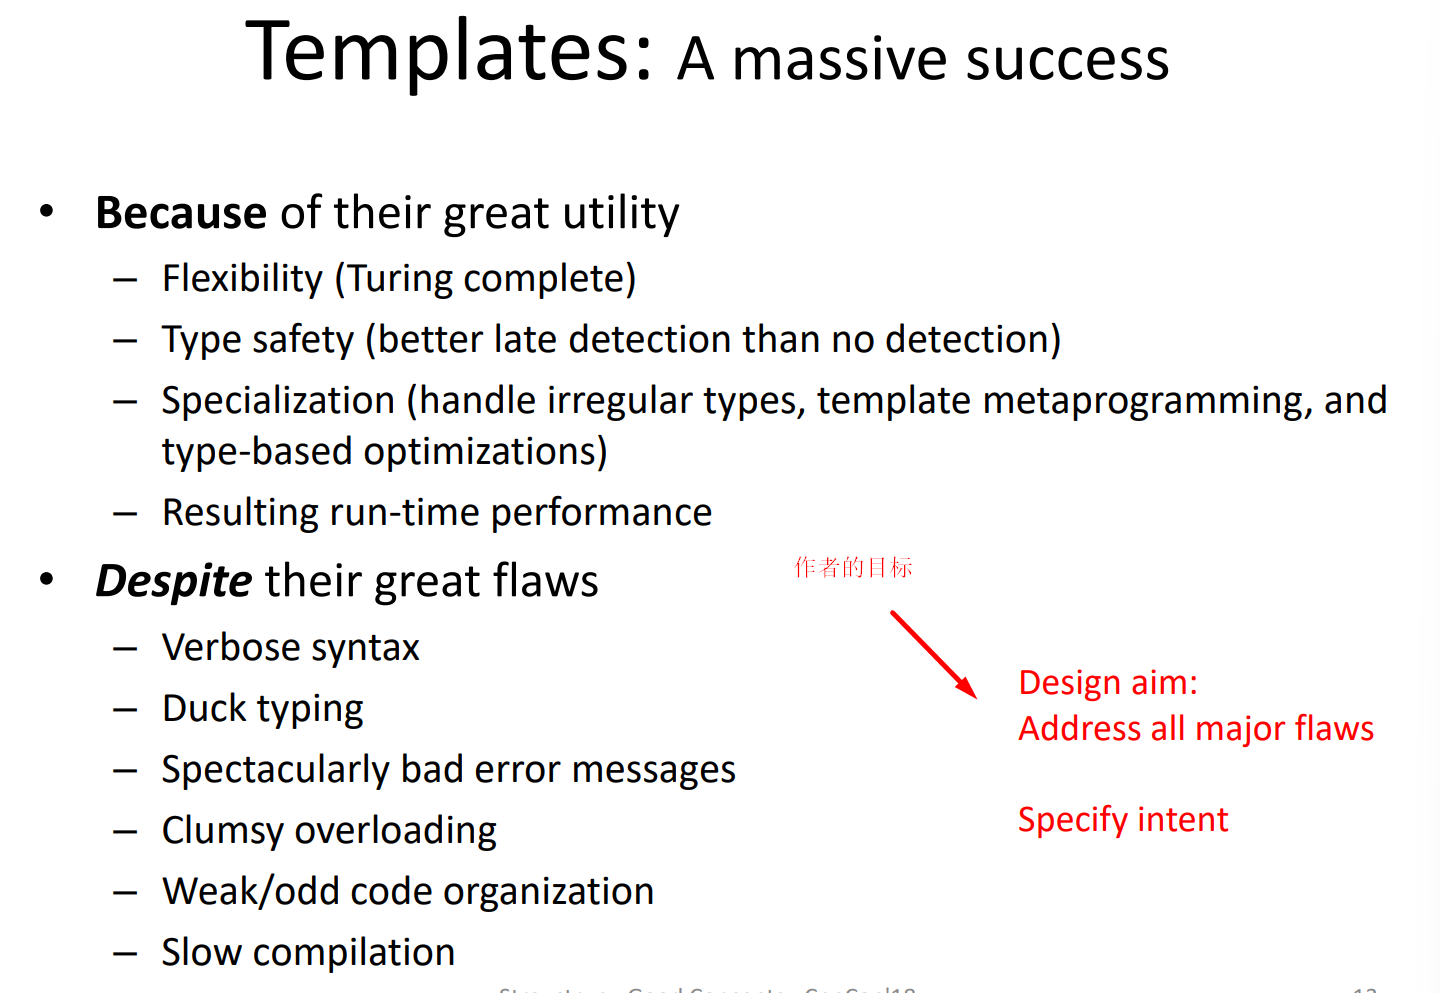 Templates: A massive success
• Because of their great utility
– Flexibility (Turing complete)
– Type safety (better late detection than no detection)
– Specialization (handle irregular types, template metaprogramming, and
type-based optimizations)
– Resulting run-time performance
• Despite their great flaws
作者的目标
– Verbose syntax
– Duck typing
– Spectacularly bad error messages
– Clumsy overloading
– Weak/odd code organization
– Slow compilation
Design aim:
Address all major flaws
Specify intent